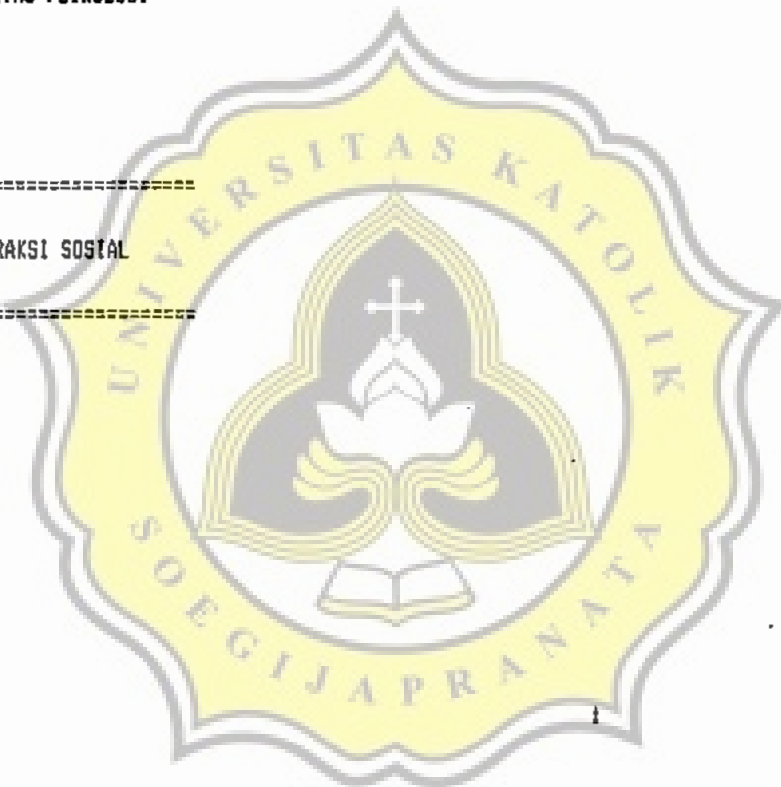 UNIVERSITAS KATOLIK
================
RAKSI SOSIAL
================
SOEGIJAPRANATA